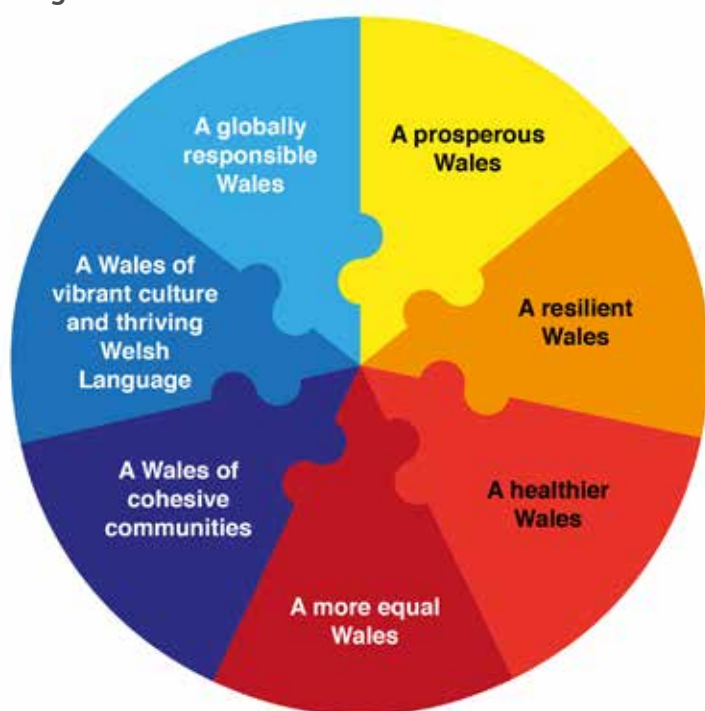 A prosperous
Wales
A resilient
Wales
A healthier
Wales
A more equal
Wales
A Wales of
cohesive
communities
A Wales of
vibrant culture
and thriving
Welsh
Language
A globally
responsible
Wales